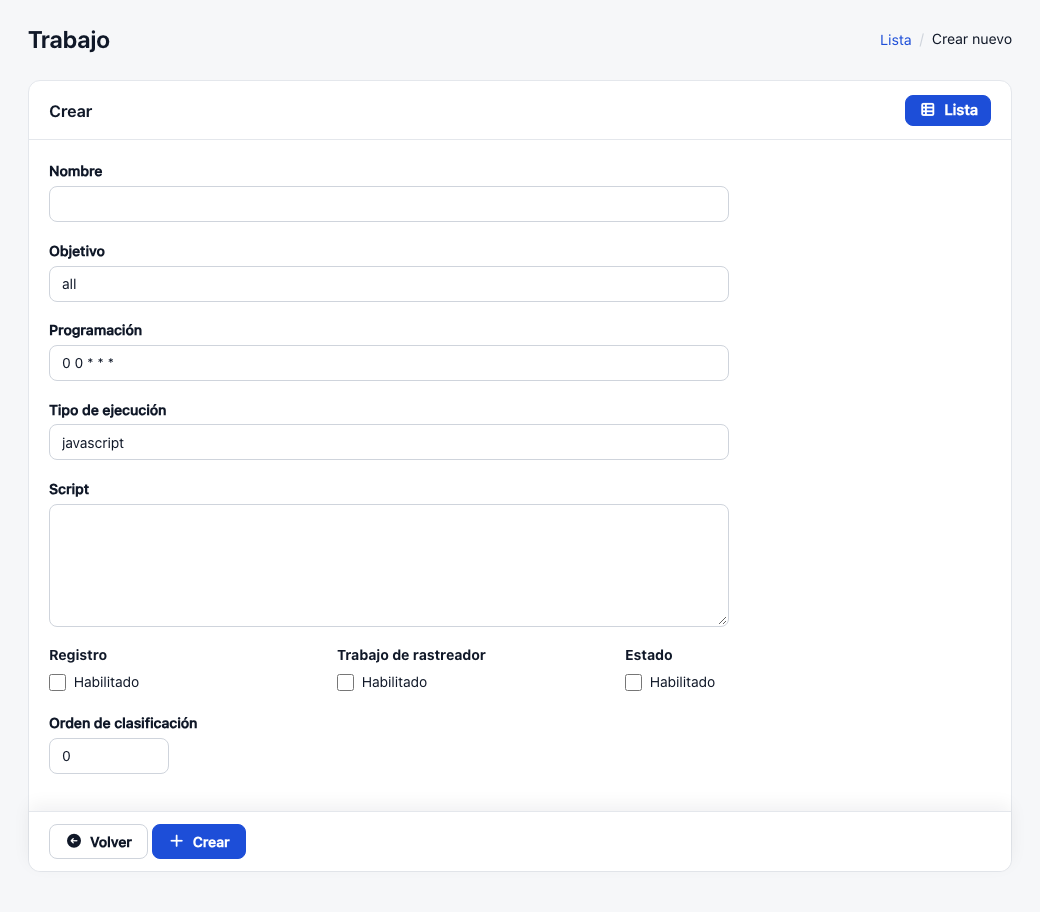 Trabajo
Lista / Crear nuevo
Crear
Lista
Nombre
Objetivo
all
Programación
0 0 * * *
Tipo de ejecución
javascript
Script
Registro
Trabajo de rastreador
Estado
Habilitado
Habilitado
Habilitado
Orden de clasificación
0
Volver
Crear